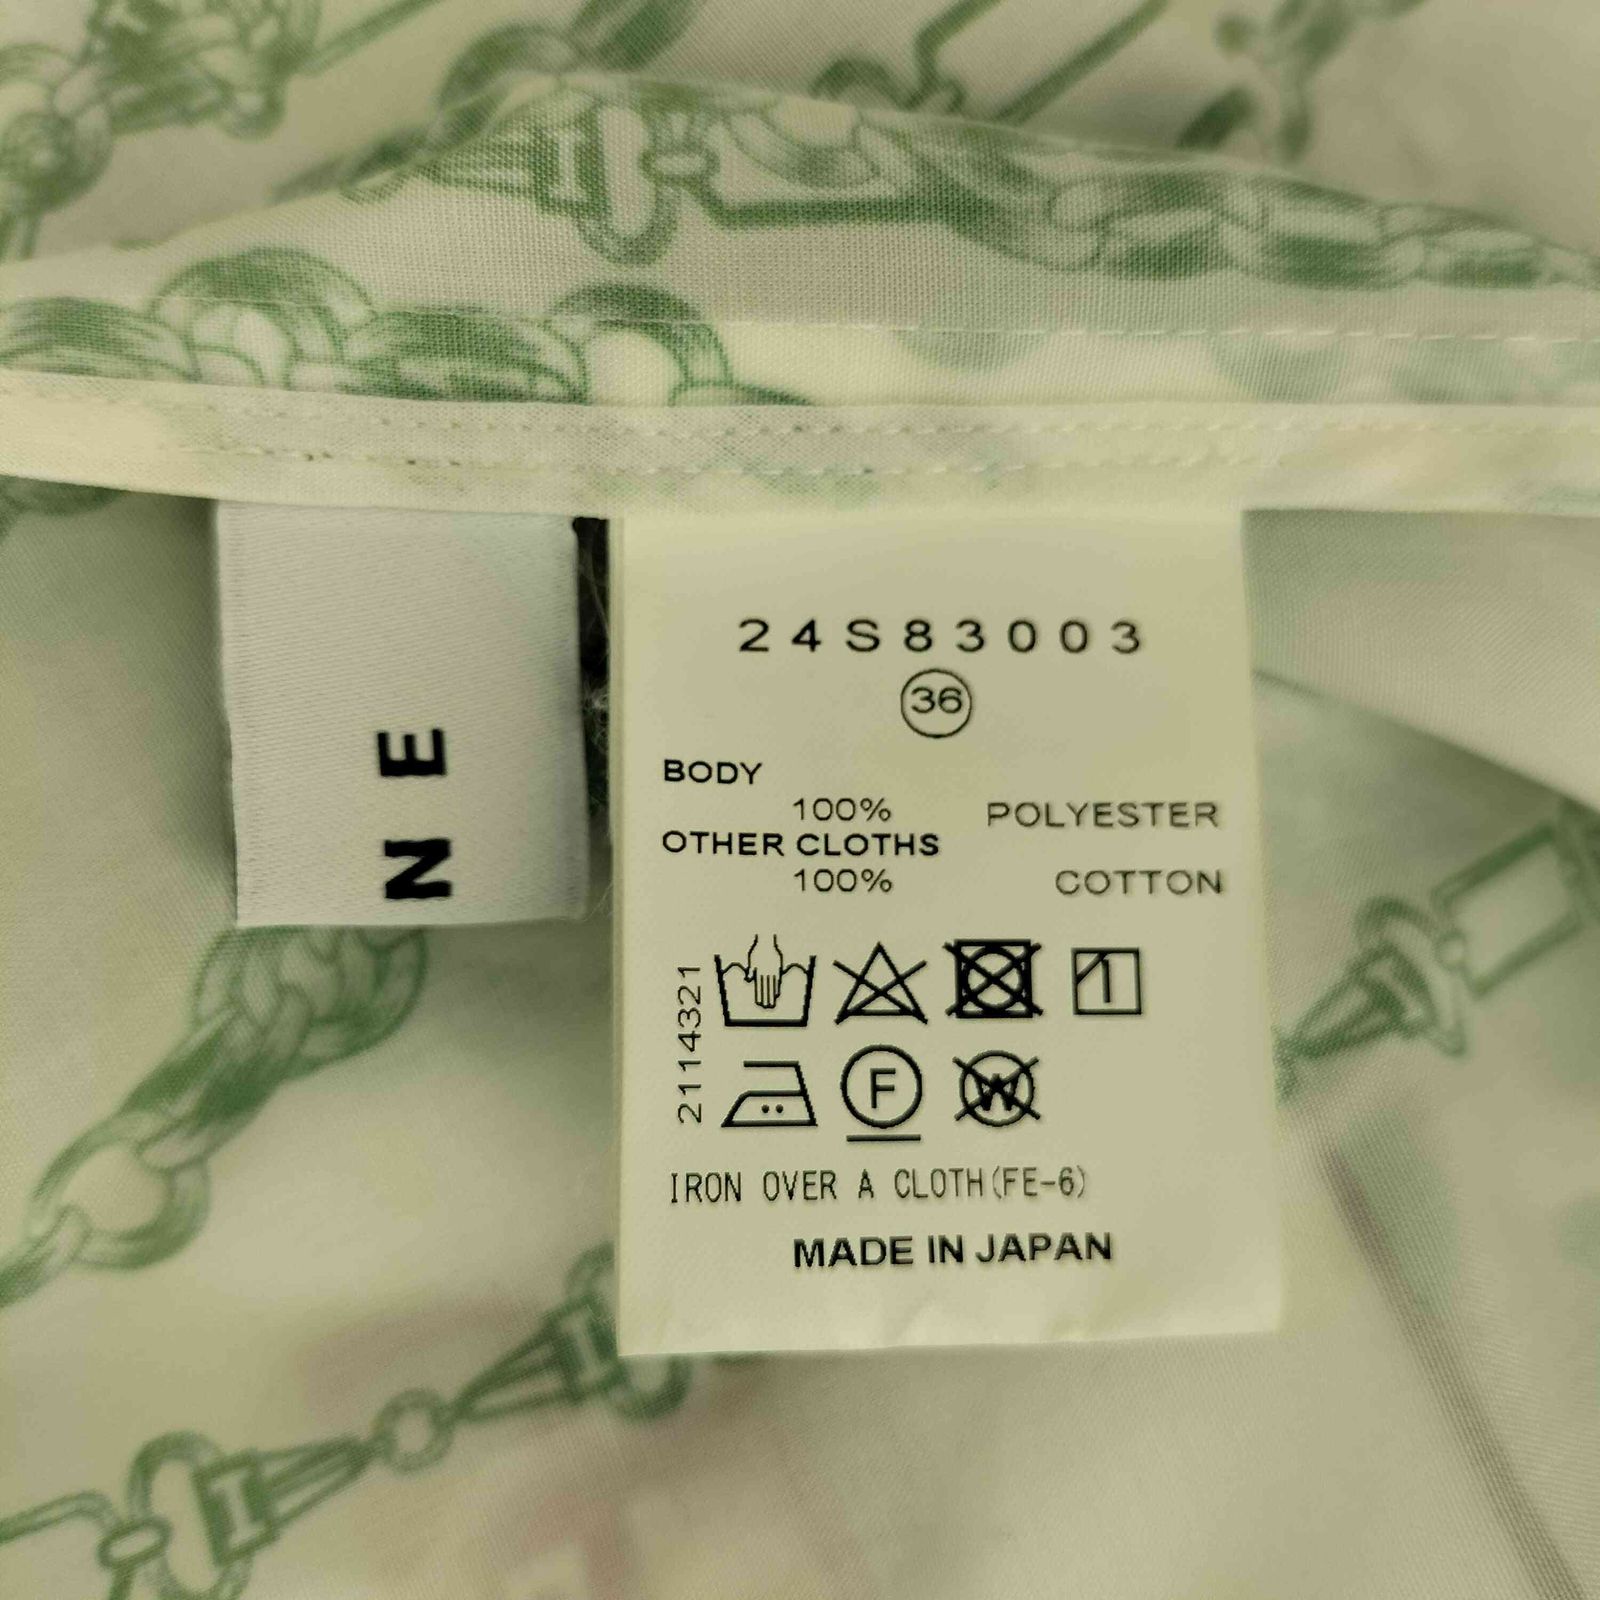 24S83003
36
BODY
100% POLYESTER
OTHER CLOTHS
100% COTTON
2114321
F
W
IRON OVER A CLOTH(FE-6)
MADE IN JAPAN
N E
I
I
I